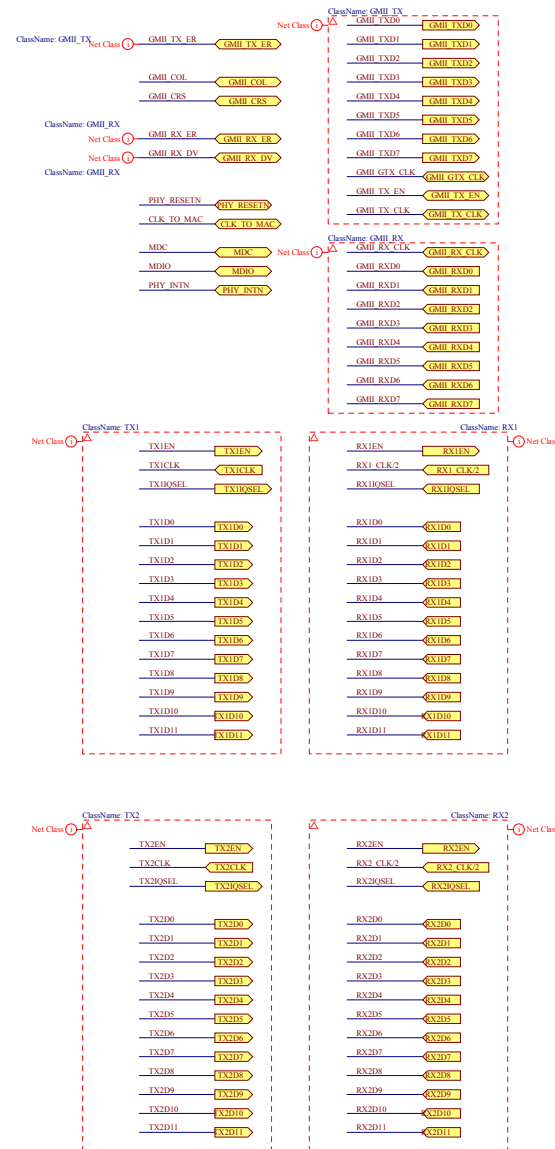 ClassName: GMII_TX
Net Class i GMII_TX_ER GMII_TX_ER
GMII_COL GMII_COL
GMII_CRS GMII_CRS
ClassName: GMII_RX
Net Class i GMII_RX_ER GMII_RX_ER
Net Class i GMII_RX_DV GMII_RX_DV
ClassName: GMII_RX
PHY_RESETN PHY_RESETN
CLK_TO_MAC CLK_TO_MAC
MDC MDC
MDIO MDIO
PHY_INTN PHY_INTN
ClassName: GMII_TX
Net Class i
GMII_TXD0 GMII_TXD0
GMII_TXD1 GMII_TXD1
GMII_TXD2 GMII_TXD2
GMII_TXD3 GMII_TXD3
GMII_TXD4 GMII_TXD4
GMII_TXD5 GMII_TXD5
GMII_TXD6 GMII_TXD6
GMII_TXD7 GMII_TXD7
GMII_GTX_CLK GMII_GTX_CLK
GMII_TX_EN GMII_TX_EN
GMII_TX_CLK GMII_TX_CLK
ClassName: GMII_RX
Net Class i
GMII_RX_CLK GMII_RX_CLK
GMII_RXD0 GMII_RXD0
GMII_RXD1 GMII_RXD1
GMII_RXD2 GMII_RXD2
GMII_RXD3 GMII_RXD3
GMII_RXD4 GMII_RXD4
GMII_RXD5 GMII_RXD5
GMII_RXD6 GMII_RXD6
GMII_RXD7 GMII_RXD7
ClassName: TX1
Net Class i
TX1EN TX1EN
TX1CLK TX1CLK
TX1IQSEL TX1IQSEL
TX1D0 TX1D0
TX1D1 TX1D1
TX1D2 TX1D2
TX1D3 TX1D3
TX1D4 TX1D4
TX1D5 TX1D5
TX1D6 TX1D6
TX1D7 TX1D7
TX1D8 TX1D8
TX1D9 TX1D9
TX1D10 TX1D10
TX1D11 TX1D11
ClassName: RX1
i Net Clas
RX1EN RX1EN
RX1_CLK/2 RX1_CLK/2
RX1IQSEL RX1IQSEL
RX1D0 RX1D0
RX1D1 RX1D1
RX1D2 RX1D2
RX1D3 RX1D3
RX1D4 RX1D4
RX1D5 RX1D5
RX1D6 RX1D6
RX1D7 RX1D7
RX1D8 RX1D8
RX1D9 RX1D9
RX1D10 RX1D10
RX1D11 RX1D11
ClassName: TX2
Net Class i
TX2EN TX2EN
TX2CLK TX2CLK
TX2IQSEL TX2IQSEL
TX2D0 TX2D0
TX2D1 TX2D1
TX2D2 TX2D2
TX2D3 TX2D3
TX2D4 TX2D4
TX2D5 TX2D5
TX2D6 TX2D6
TX2D7 TX2D7
TX2D8 TX2D8
TX2D9 TX2D9
TX2D10 TX2D10
TX2D11 TX2D11
ClassName: RX2
i Net Clas
RX2EN RX2EN
RX2_CLK/2 RX2_CLK/2
RX2IQSEL RX2IQSEL
RX2D0 RX2D0
RX2D1 RX2D1
RX2D2 RX2D2
RX2D3 RX2D3
RX2D4 RX2D4
RX2D5 RX2D5
RX2D6 RX2D6
RX2D7 RX2D7
RX2D8 RX2D8
RX2D9 RX2D9
RX2D10 RX2D10
RX2D11 RX2D11